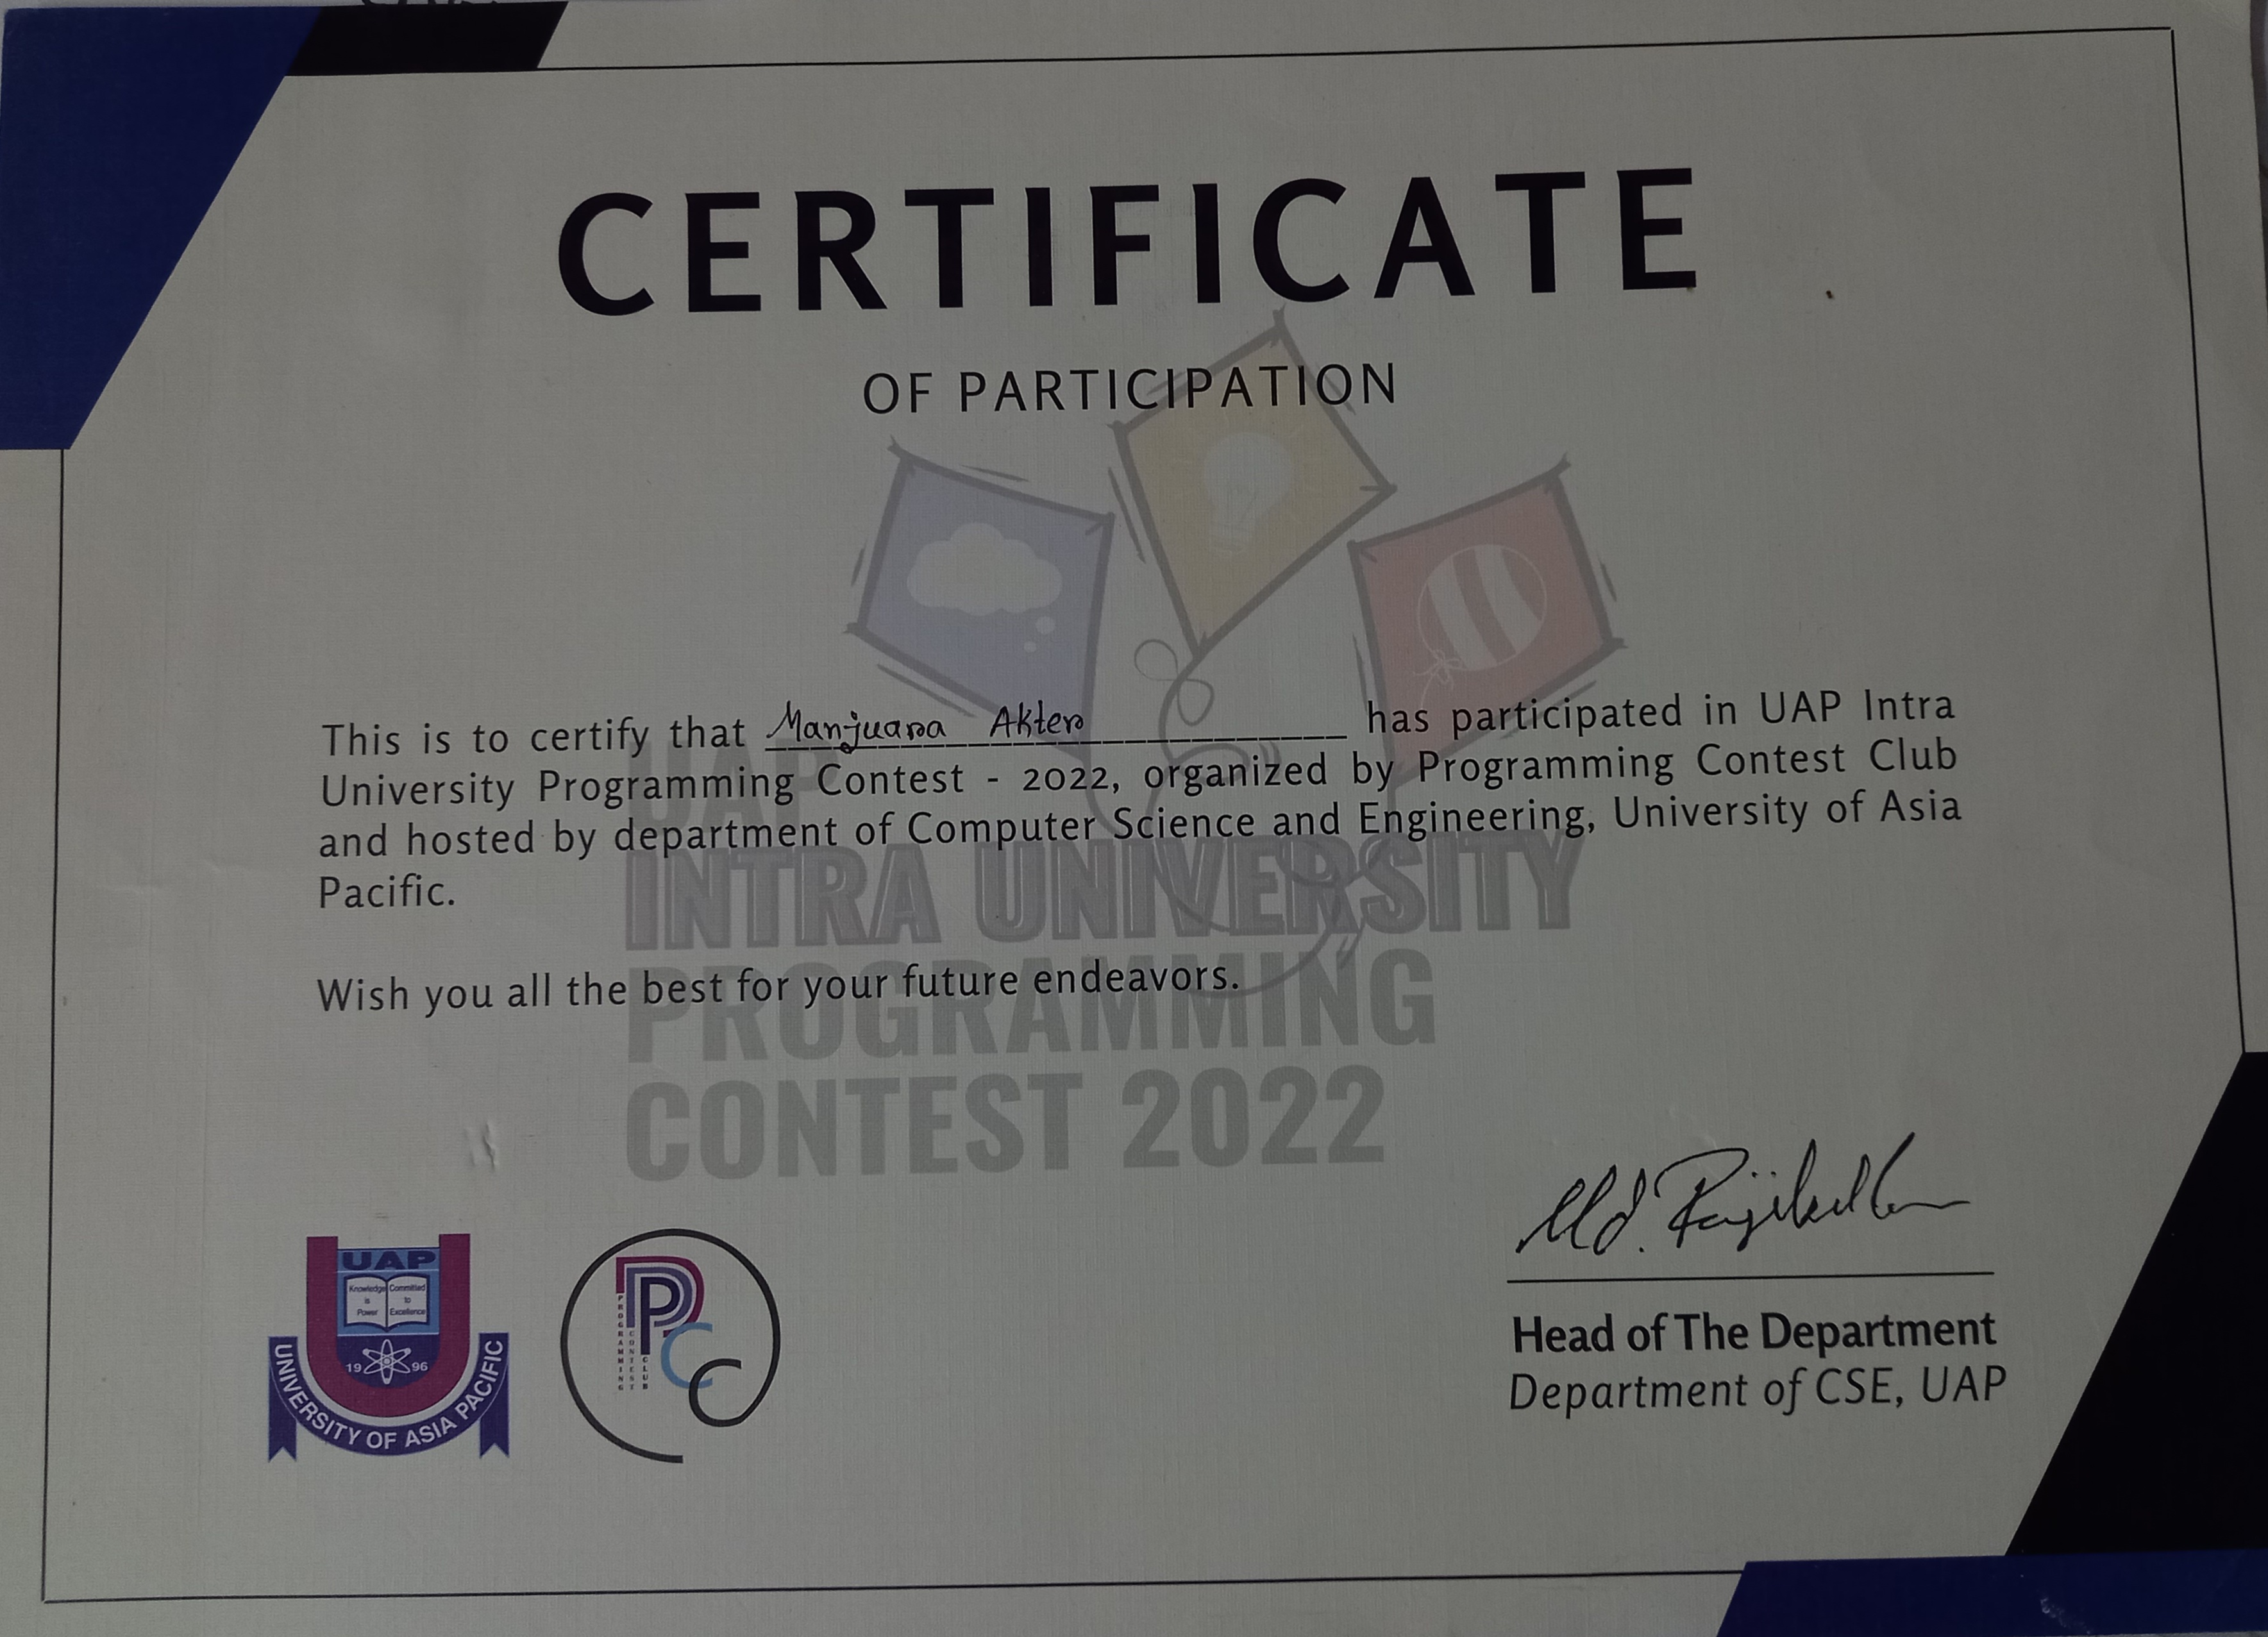 CERTIFICATE
OF PARTICIPATION
This is to certify that Manjuara Akter has participated in UAP Intra
University Programming Contest - 2022, organized by Programming Contest Club
and hosted by department of Computer Science and Engineering, University of Asia
Pacific.
Wish you all the best for your future endeavors.
UAP
INTRA UNIVERSITY
PROGRAMMING
CONTEST 2022
UAP
Knowledge is Power
Committed to Excellence
19 96
UNIVERSITY OF ASIA PACIFIC
PPCC
PROGRAMMING
CONTEST
CLUB
Md.
Head of The Department
Department of CSE, UAP